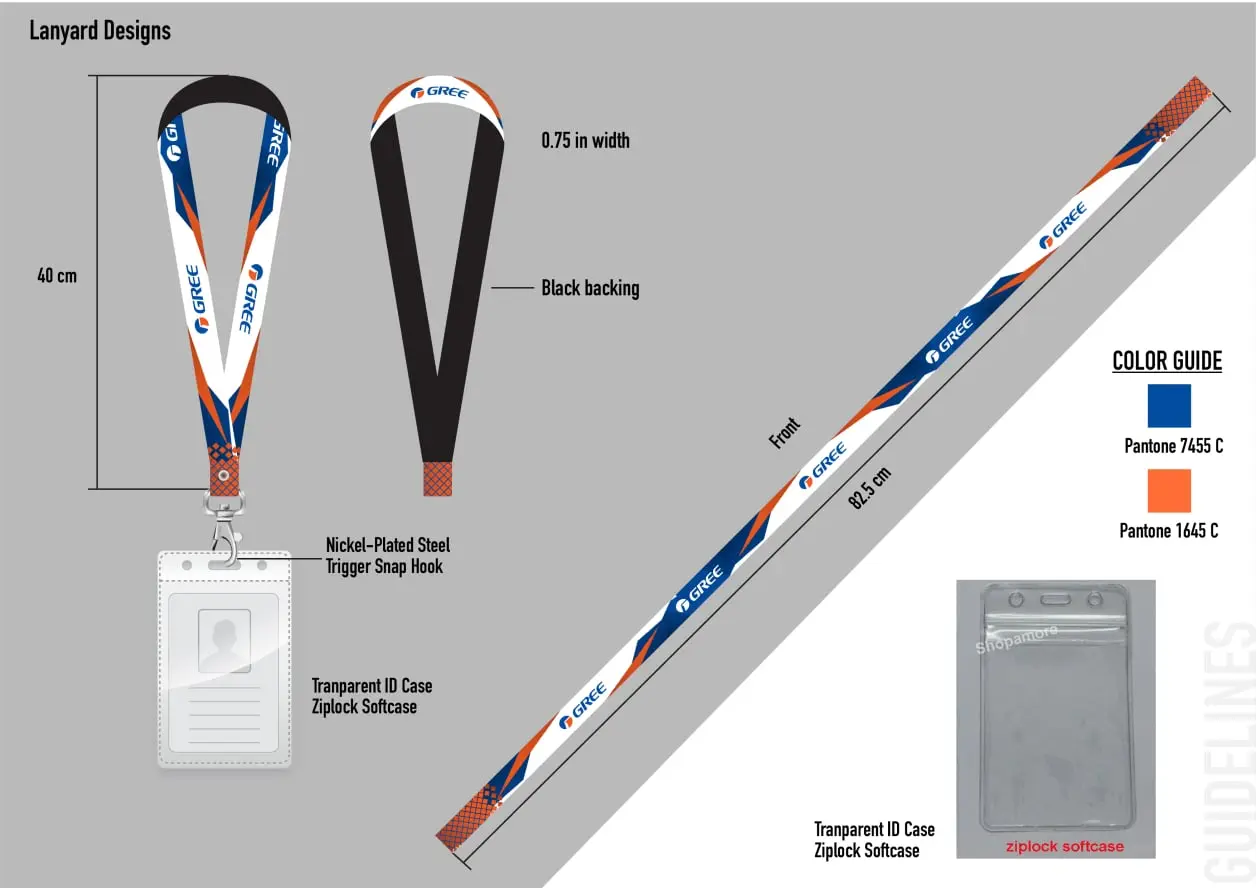 Lanyard Designs
GREE
0.75 in width
GREE
GREE
GREE
40 cm
GREE
GREE
Black backing
GREE
COLOR GUIDE
Pantone 7455 C
Front
GREE
82.5 cm
Pantone 1645 C
Nickel-Plated Steel
Trigger Snap Hook
GREE
Shopamore
Tranparent ID Case
Ziplock Softcase
GREE
GUIDELINES
Tranparent ID Case
Ziplock Softcase
ziplock softcase